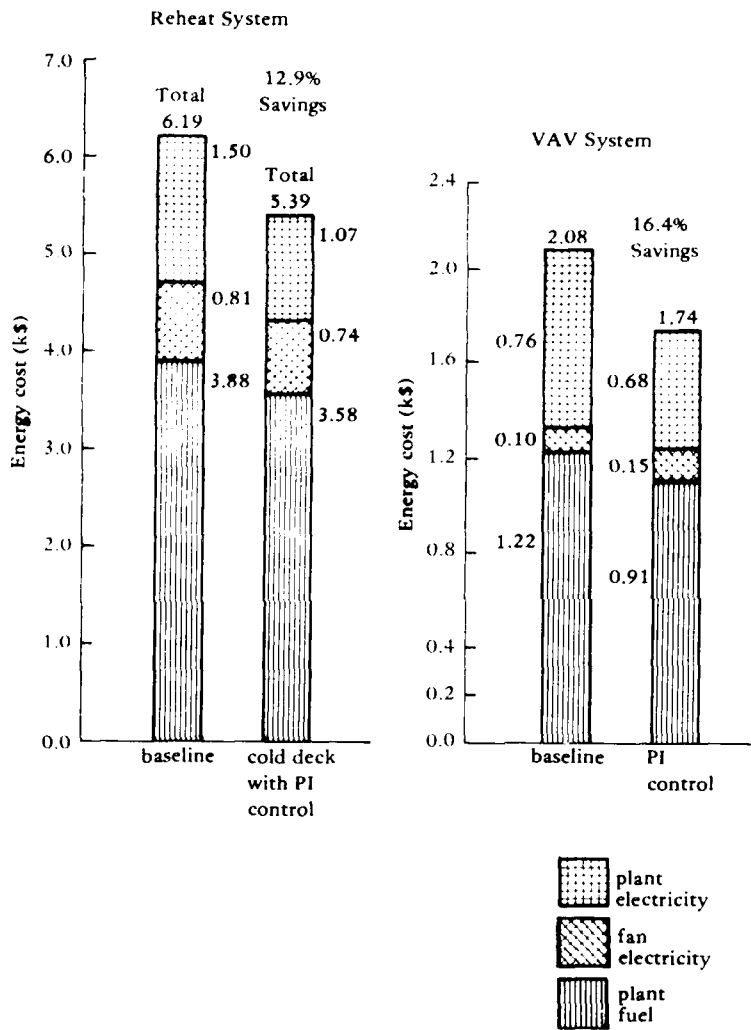 Reheat System
7.0
6.0
5.0
4.0
3.0
2.0
1.0
0.0
Energy cost (k$)
Total
6.19
1.50
0.81
3.88
12.9%
Savings
Total
5.39
1.07
0.74
3.58
baseline
cold deck
with PI
control
VAV System
2.4
2.0
1.6
1.2
0.8
0.4
0.2
0.0
Energy cost (k$)
2.08
0.76
0.10
1.22
16.4%
Savings
1.74
0.68
0.15
0.91
baseline
PI
control
plant
electricity
fan
electricity
plant
fuel